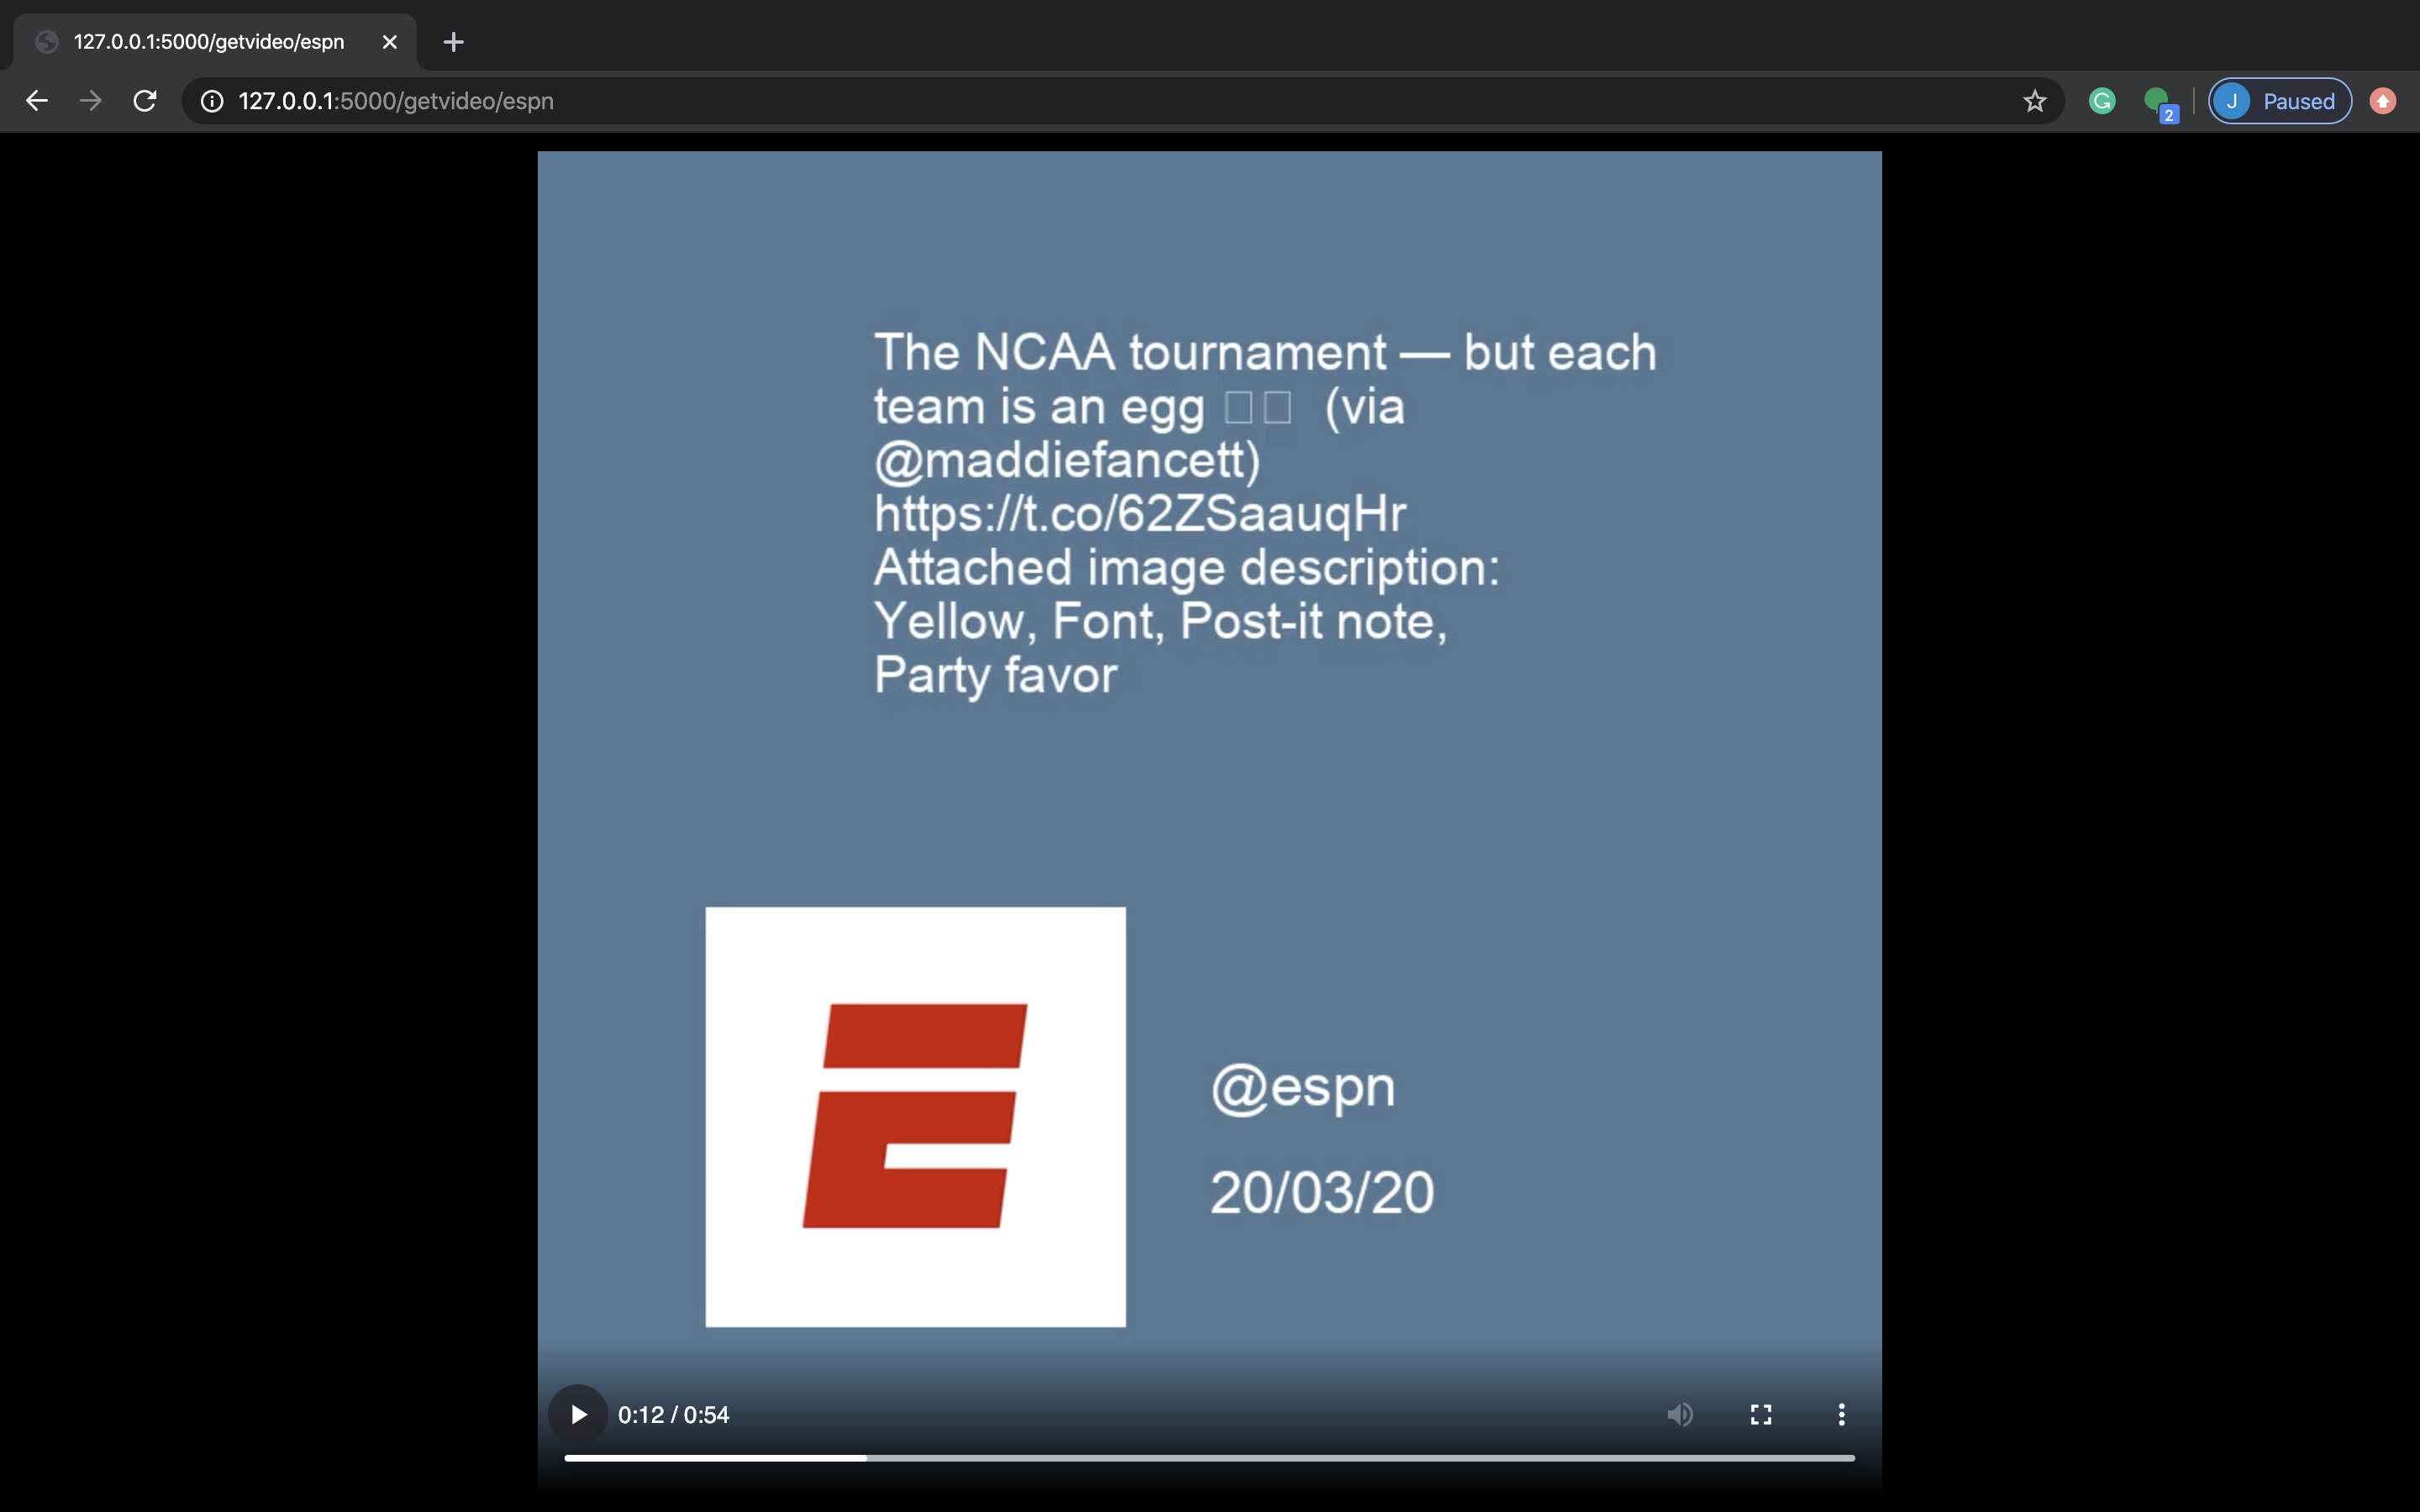 127.0.0.1:5000/getvideo/espn
127.0.0.1:5000/getvideo/espn
2
J
Paused
The NCAA tournament — but each
team is an egg □□ (via
@maddiefancett)
https://t.co/62ZSaauqHr
Attached image description:
Yellow, Font, Post-it note,
Party favor
E
@espn
20/03/20
0:12 / 0:54